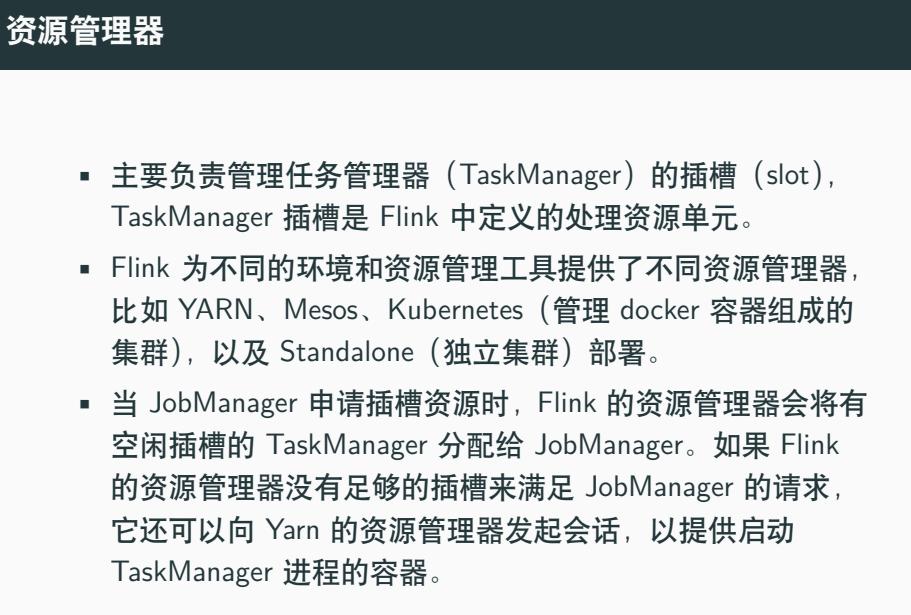 资源管理器
▪ 主要负责管理任务管理器（TaskManager）的插槽（slot），
TaskManager 插槽是 Flink 中定义的处理资源单元。
▪ Flink 为不同的环境和资源管理工具提供了不同资源管理器，
比如 YARN、Mesos、Kubernetes（管理 docker 容器组成的
集群），以及 Standalone（独立集群）部署。
▪ 当 JobManager 申请插槽资源时，Flink 的资源管理器会将有
空闲插槽的 TaskManager 分配给 JobManager。如果 Flink
的资源管理器没有足够的插槽来满足 JobManager 的请求，
它还可以向 Yarn 的资源管理器发起会话，以提供启动
TaskManager 进程的容器。